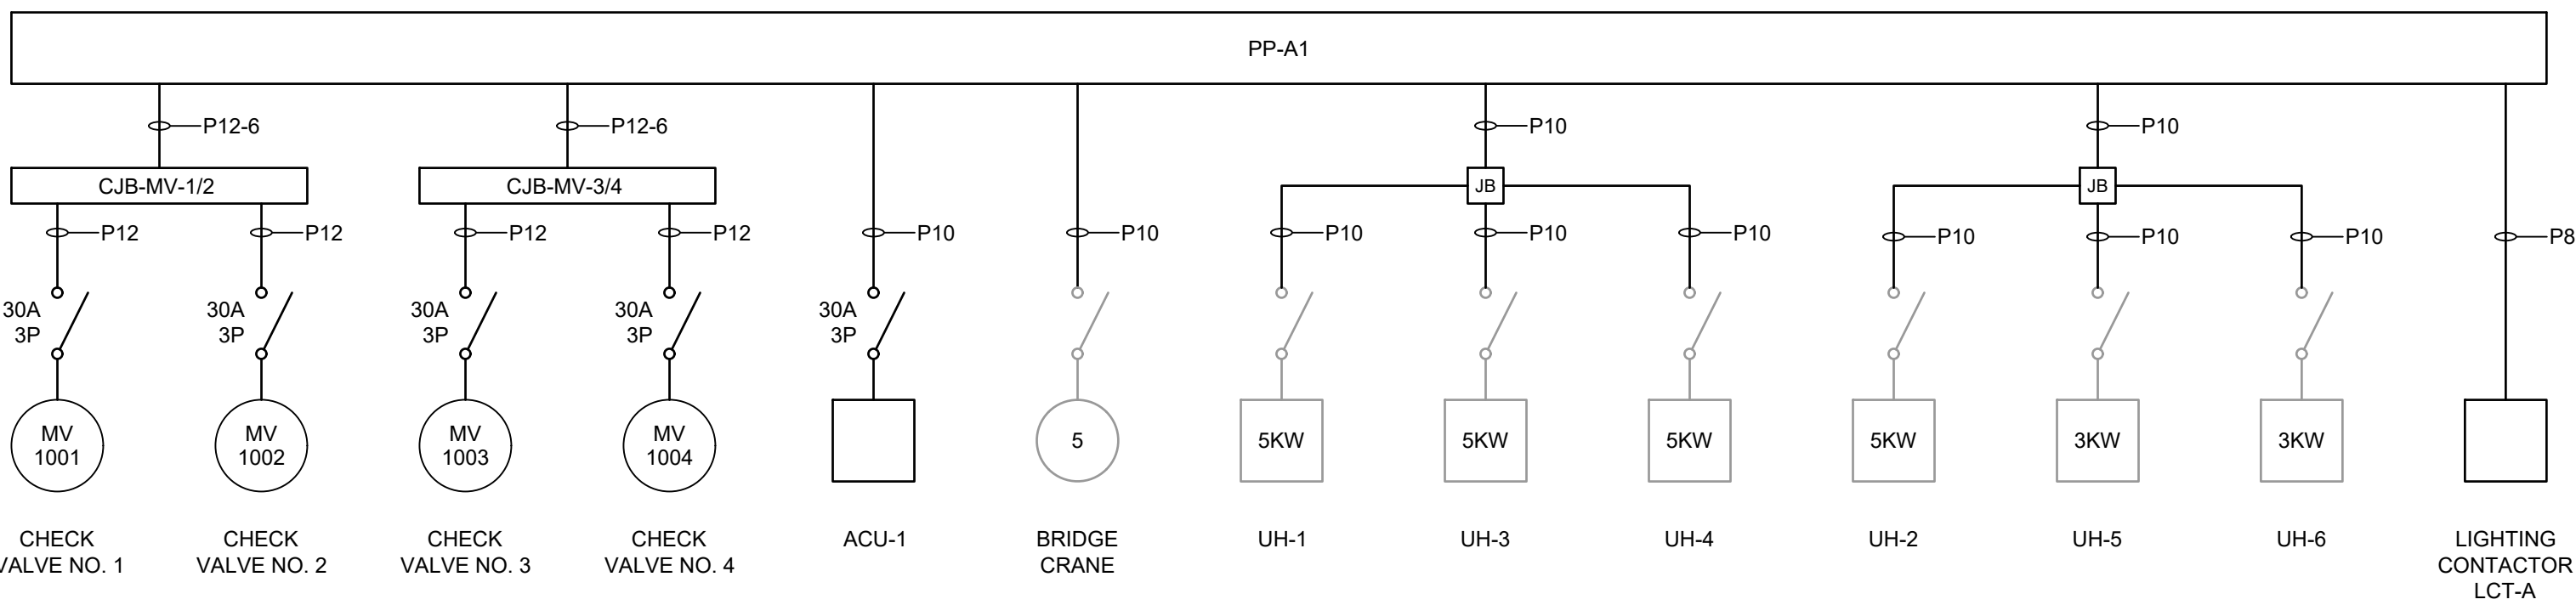 PP-A1
P12-6
P12-6
P10
P10
CJB-MV-1/2
CJB-MV-3/4
JB
JB
P12
P12
P12
P12
P10
P10
P10
P10
P10
P10
P10
P10
P8
30A
3P
30A
3P
30A
3P
30A
3P
30A
3P
MV
1001
MV
1002
MV
1003
MV
1004
5
5KW
5KW
5KW
5KW
3KW
3KW
CHECK
VALVE NO. 1
CHECK
VALVE NO. 2
CHECK
VALVE NO. 3
CHECK
VALVE NO. 4
ACU-1
BRIDGE
CRANE
UH-1
UH-3
UH-4
UH-2
UH-5
UH-6
LIGHTING
CONTACTOR
LCT-A